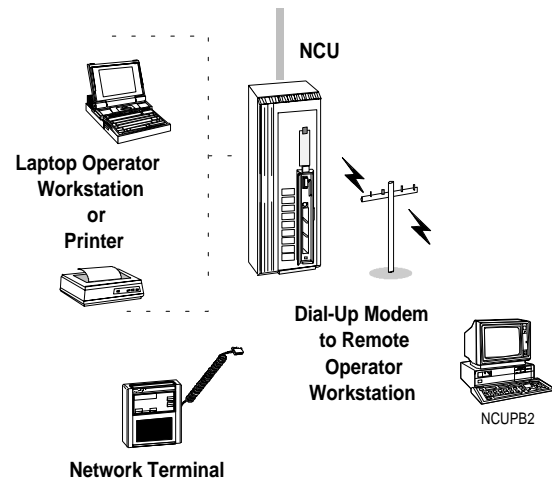 NCU
Laptop Operator
Workstation
or
Printer
Dial-Up Modem
to Remote
Operator
Workstation
NCUPB2
Network Terminal